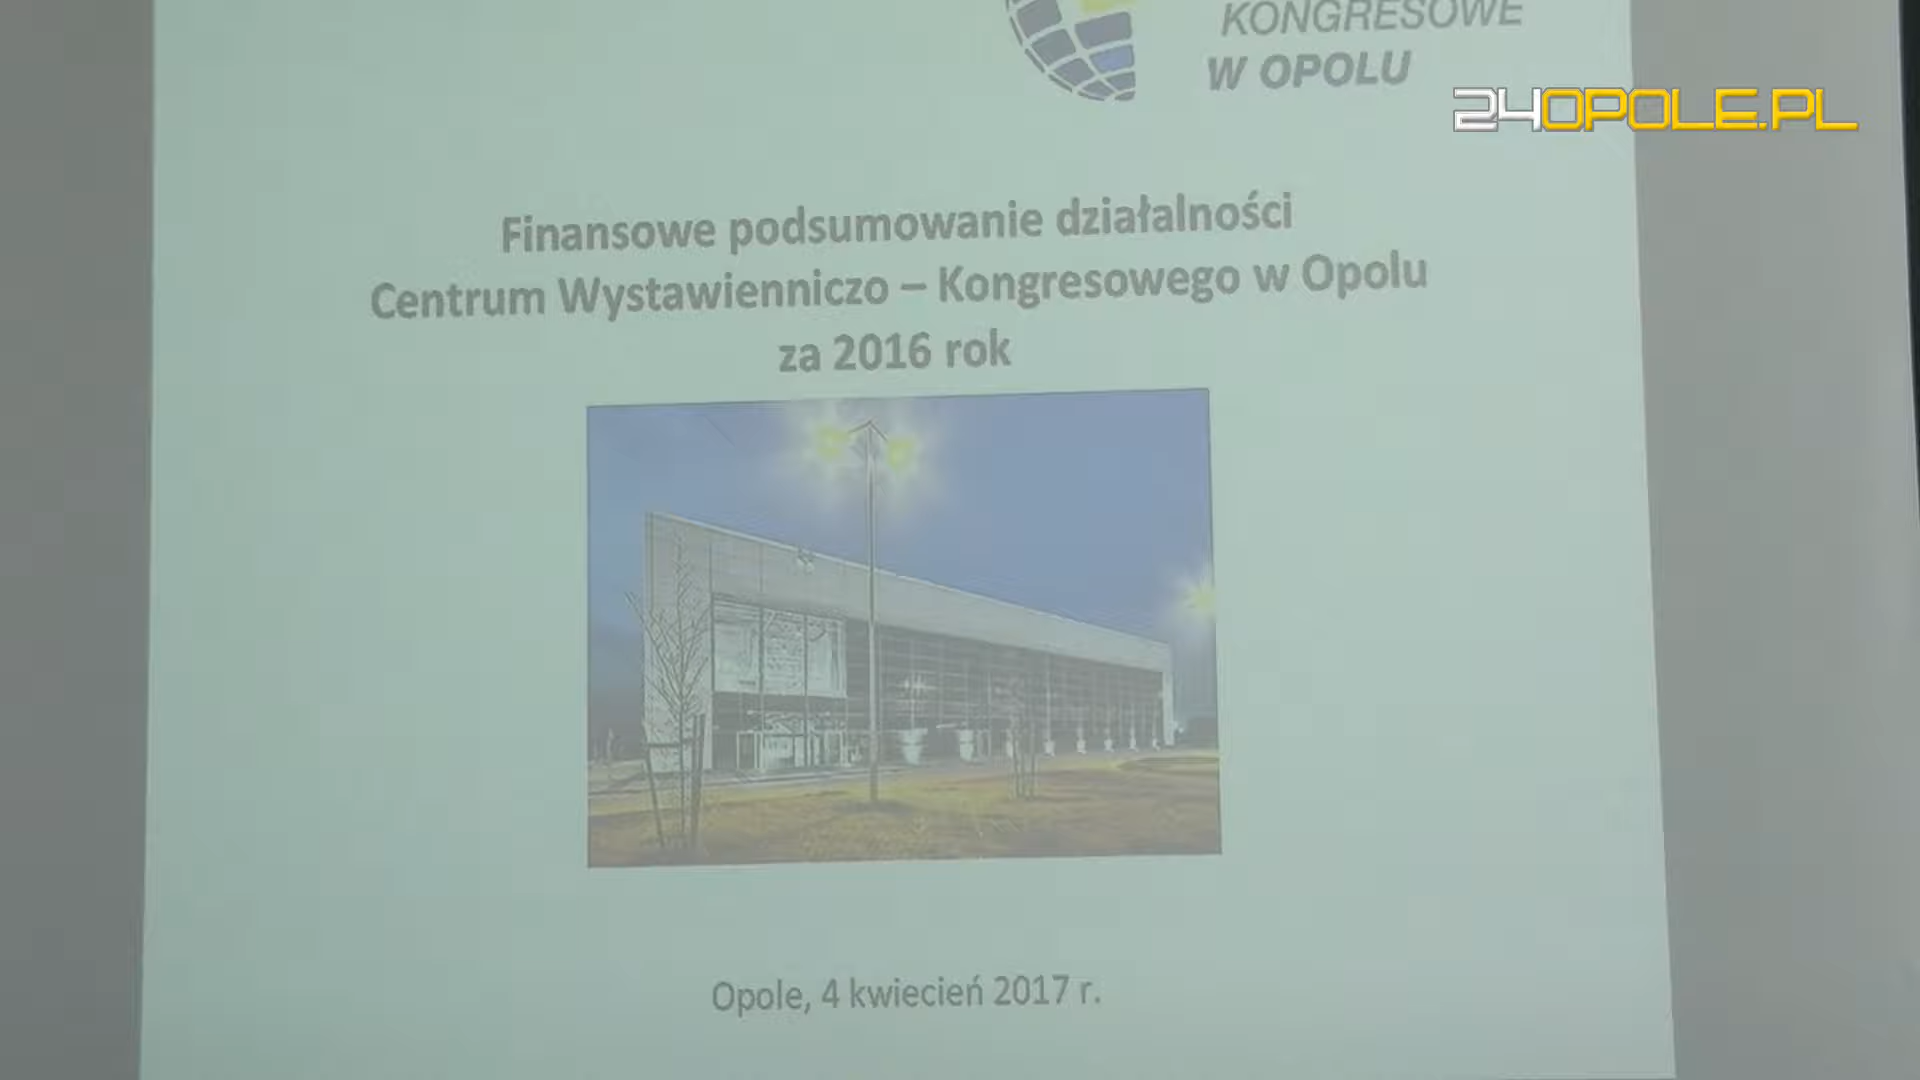 KONGRESOWE
W OPOLU
24OPOLE.PL
Finansowe podsumowanie działalności
Centrum Wystawienniczo – Kongresowego w Opolu
za 2016 rok
Opole, 4 kwiecień 2017 r.